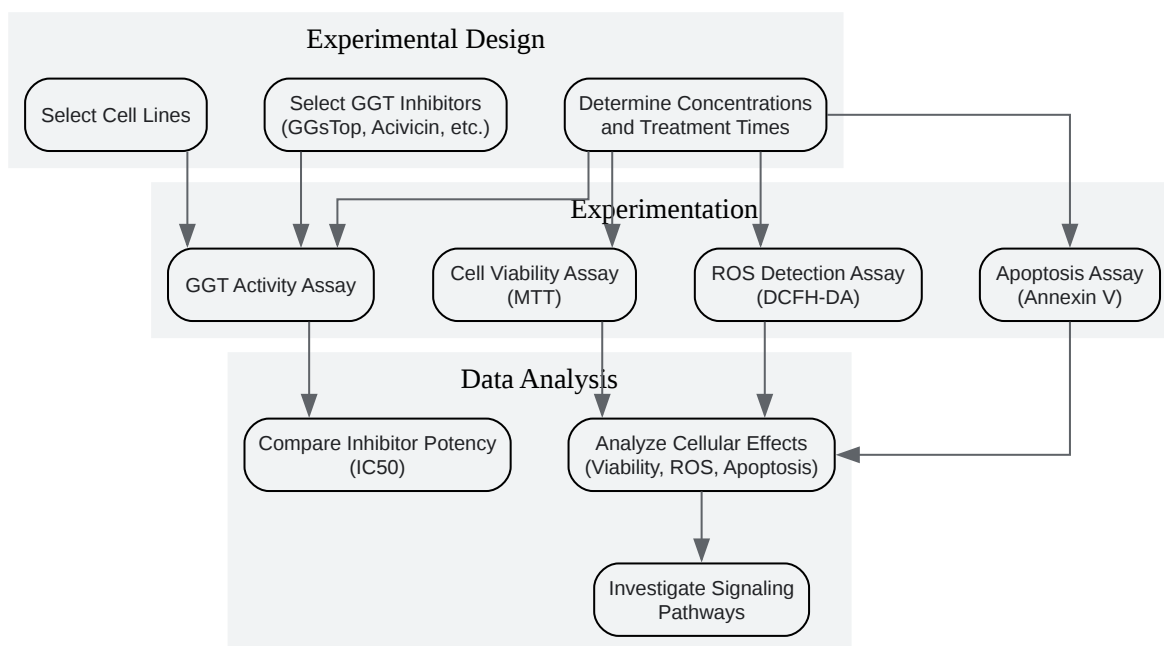 Experimental Design
Select Cell Lines
Select GGT Inhibitors
(GGsTop, Acivicin, etc.)
Determine Concentrations
and Treatment Times
Experimentation
GGT Activity Assay
Cell Viability Assay
(MTT)
ROS Detection Assay
(DCFH-DA)
Apoptosis Assay
(Annexin V)
Data Analysis
Compare Inhibitor Potency
(IC50)
Analyze Cellular Effects
(Viability, ROS, Apoptosis)
Investigate Signaling
Pathways